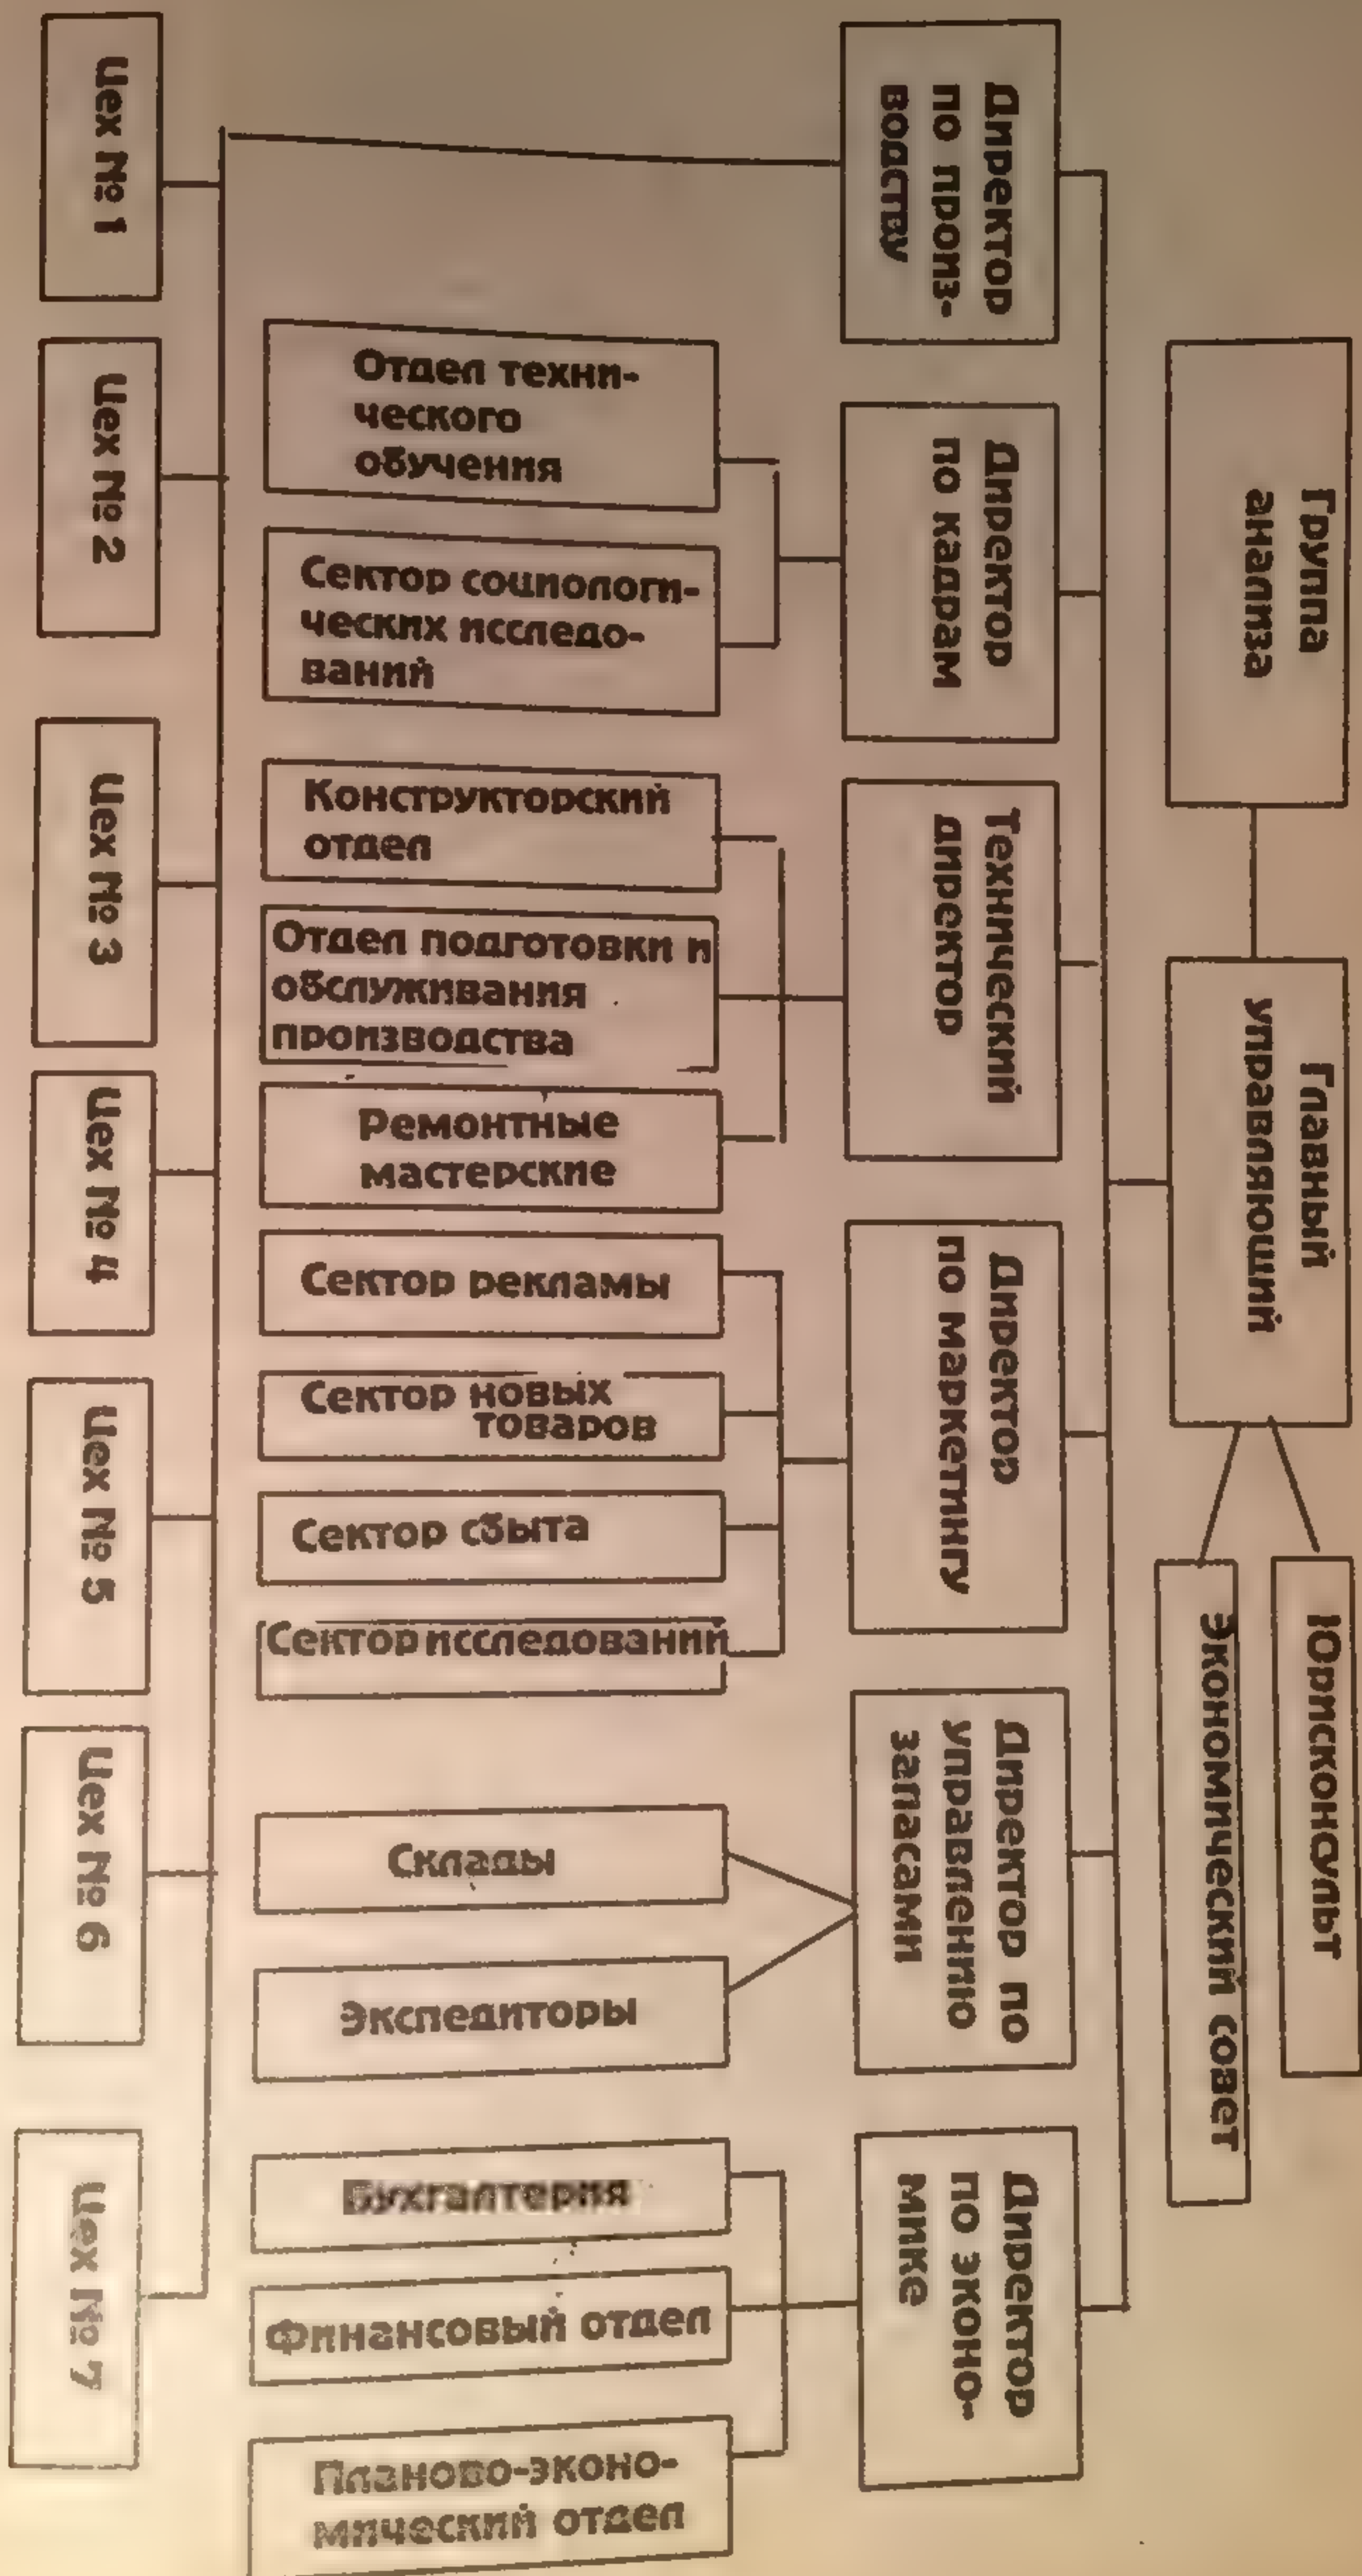 Группа
анализа
Главный
управляющий
Юрисконсульт
Экономический совет
Директор
по произ-
водству
Директор
по кадрам
Технический
директор
Директор
по маркетингу
Директор по
управлению
запасами
Директор
по эконо-
мике
Отдел техни-
ческого
обучения
Сектор социологи-
ческих исследо-
ваний
Конструкторский
отдел
Отдел подготовки и
обслуживания
производства
Ремонтные
мастерские
Сектор рекламы
Сектор новых
товаров
Сектор сбыта
Сектор исследований
Склады
Экспедиторы
Бухгалтерия
Финансовый отдел
Планово-эконо-
мический отдел
Цех № 1
Цех № 2
Цех № 3
Цех № 4
Цех № 5
Цех № 6
Цех № 7